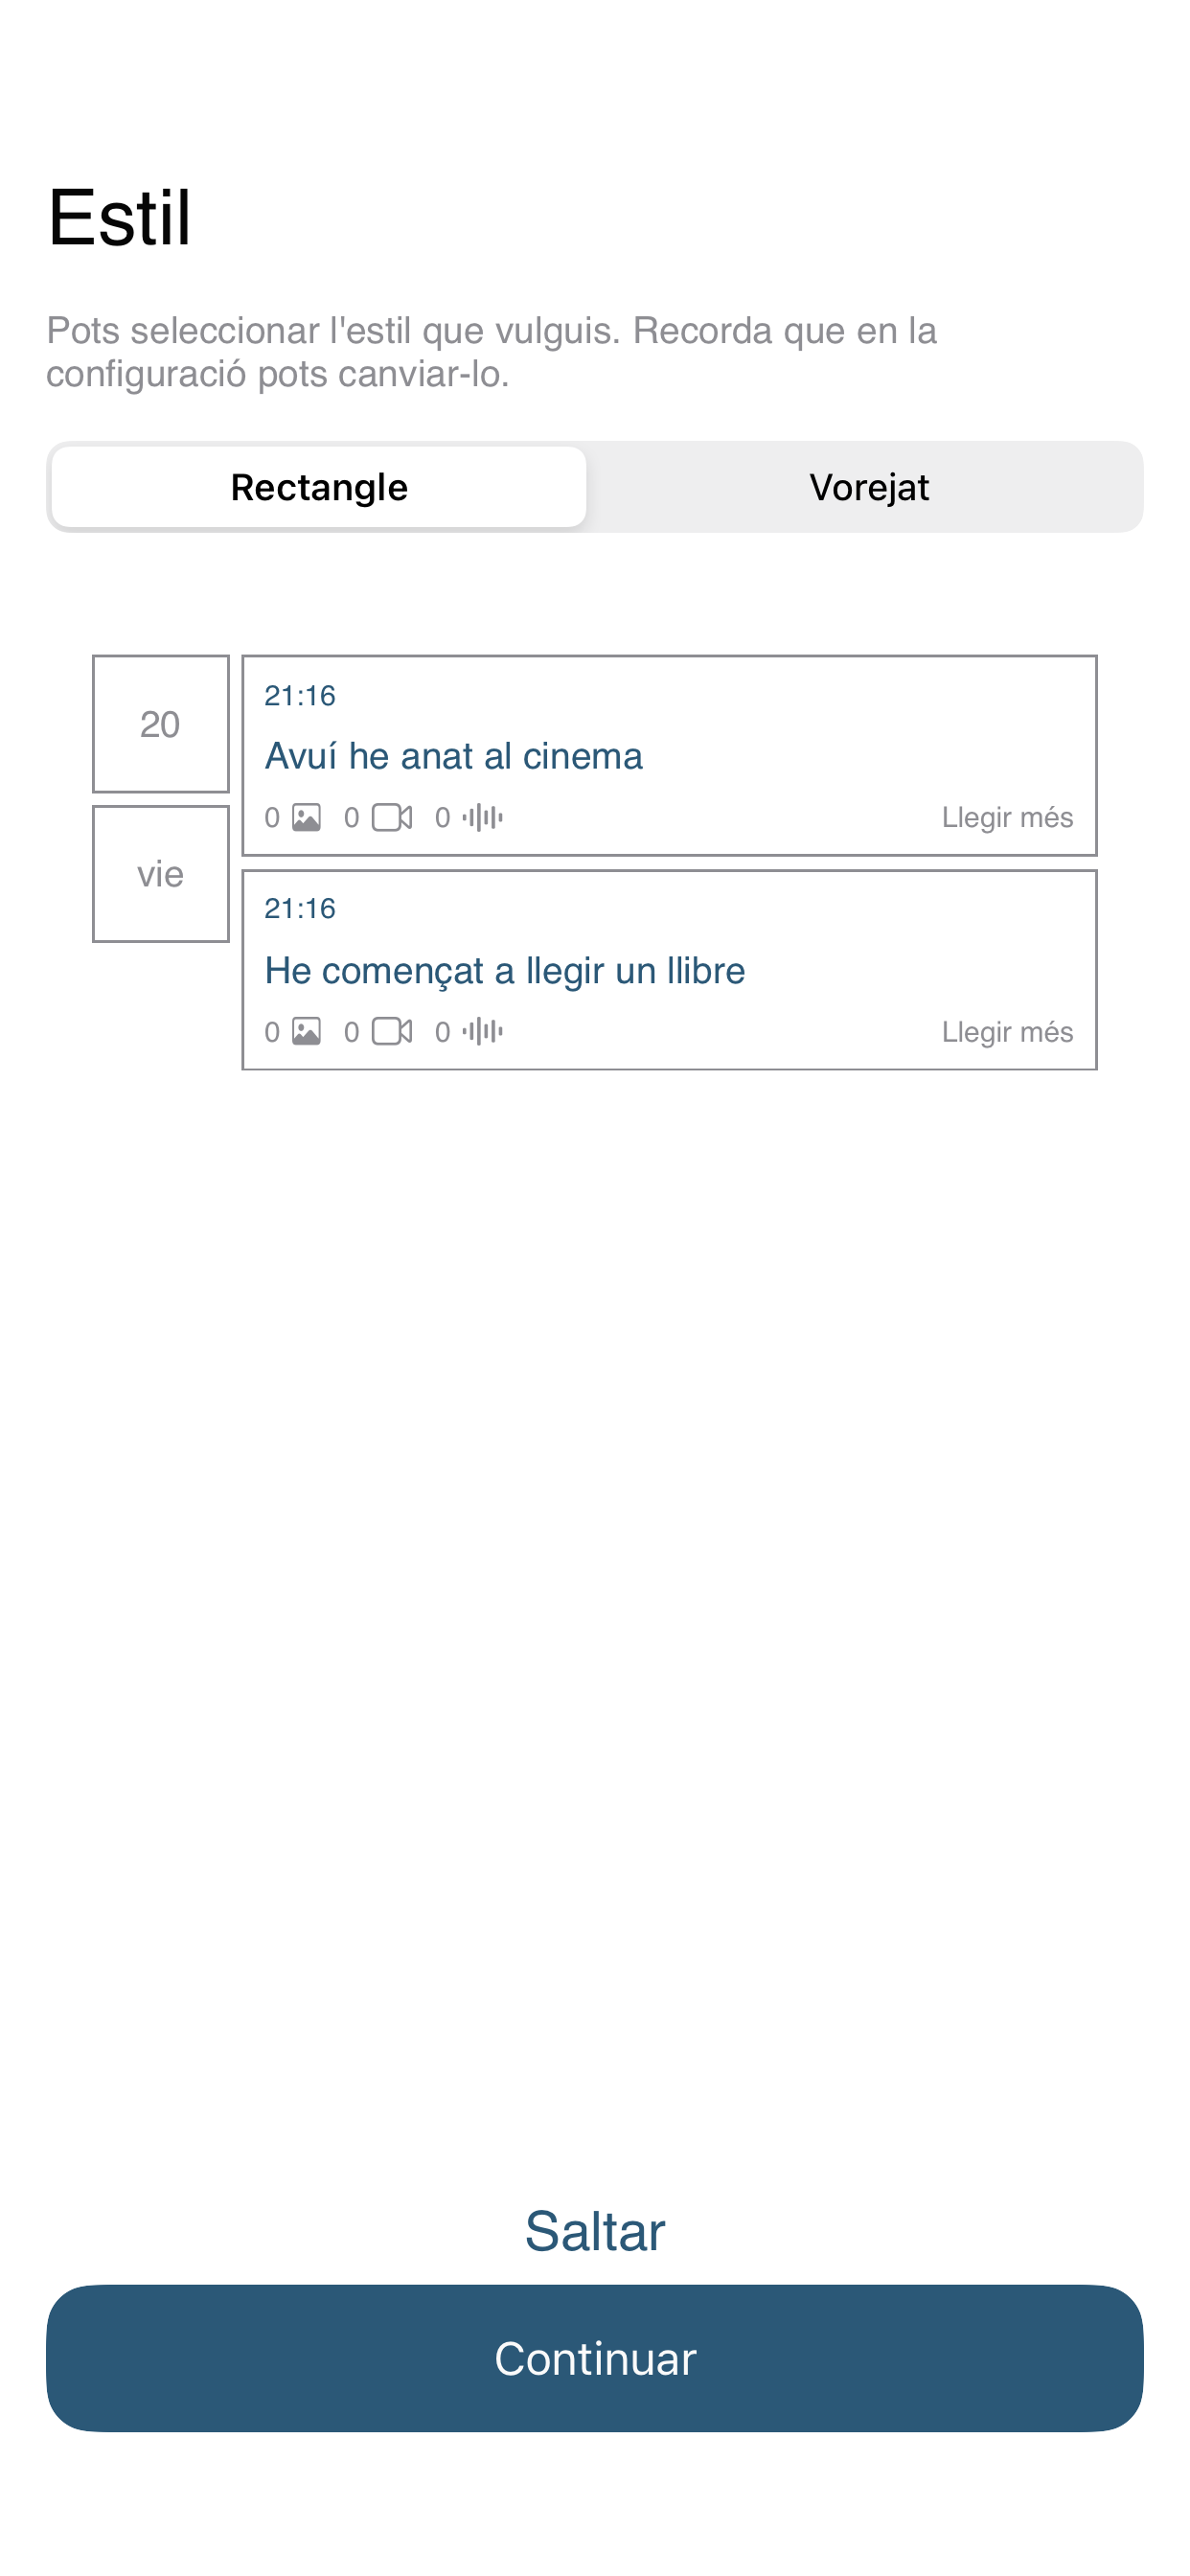 Estil
Pots seleccionar l'estil que vulguis. Recorda que en la
configuració pots canviar-lo.
Rectangle
Vorejat
20
vie
21:16
Avuí he anat al cinema
0 0 0
Llegir més
21:16
He començat a llegir un llibre
0 0 0
Llegir més
Saltar
Continuar